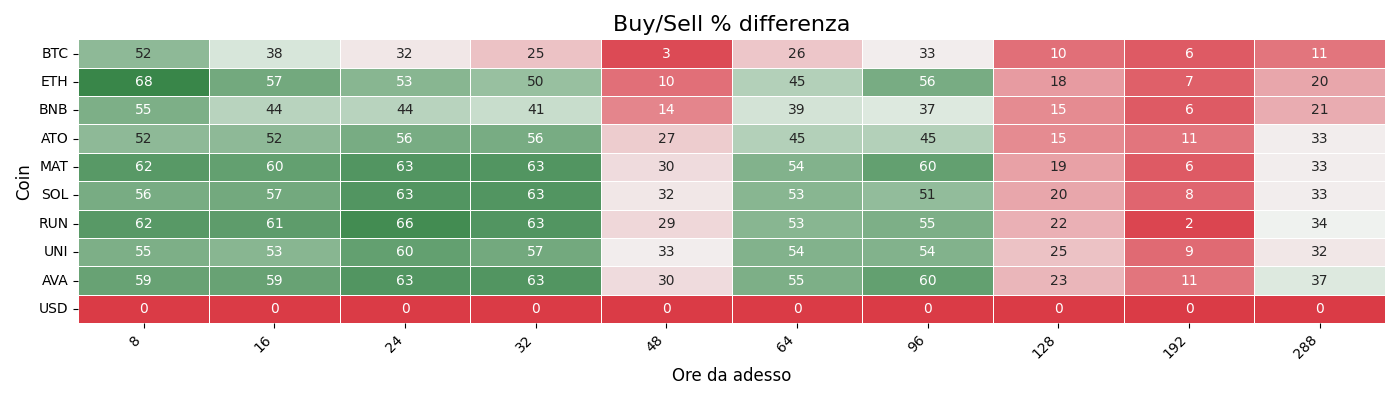 Buy/Sell % differenza
Coin
BTC 52 38 32 25 3 26 33 10 6 11
ETH 68 57 53 50 10 45 56 18 7 20
BNB 55 44 44 41 14 39 37 15 6 21
ATO 52 52 56 56 27 45 45 15 11 33
MAT 62 60 63 63 30 54 60 19 6 33
SOL 56 57 63 63 32 53 51 20 8 33
RUN 62 61 66 63 29 53 55 22 2 34
UNI 55 53 60 57 33 54 54 25 9 32
AVA 59 59 63 63 30 55 60 23 11 37
USD 0 0 0 0 0 0 0 0 0 0
8 16 24 32 48 64 96 128 192 288
Ore da adesso